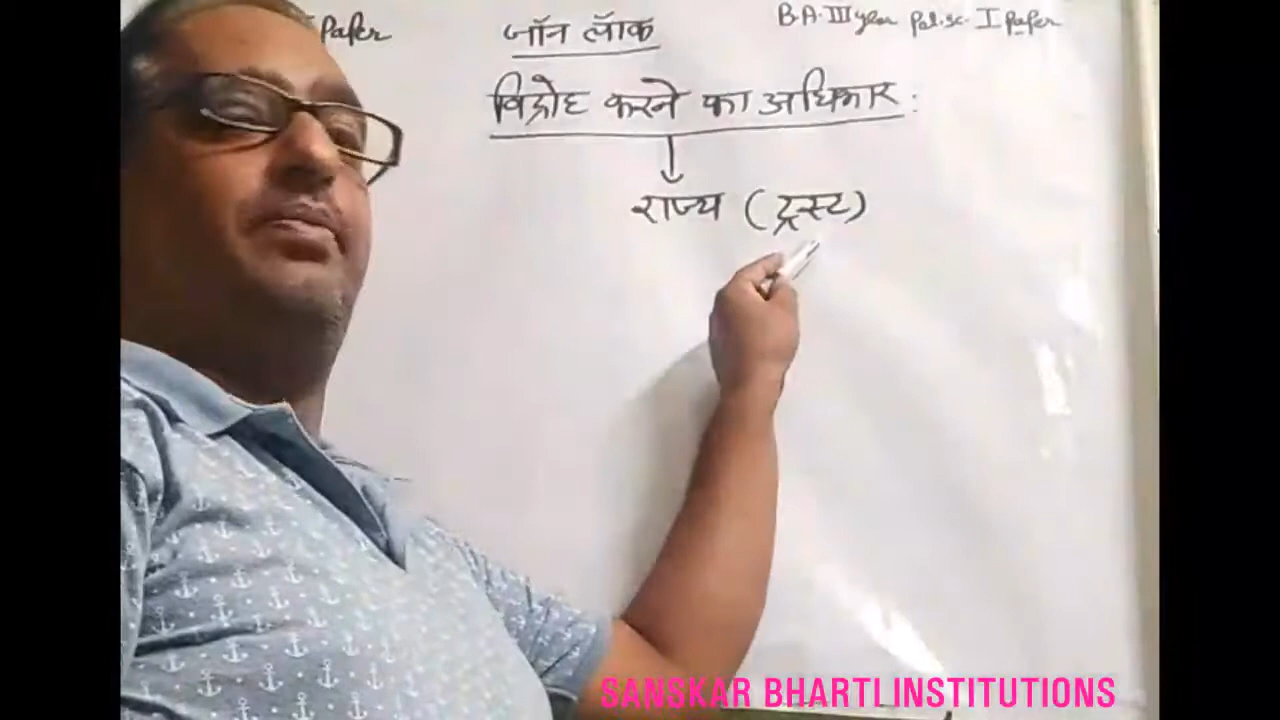 Paper
जॉन लॉक
B.A. III year Pol.sc. I Paper
विद्रोह करने का अधिकार :
राज्य (ट्रस्ट)
SANSKAR BHARTI INSTITUTIONS